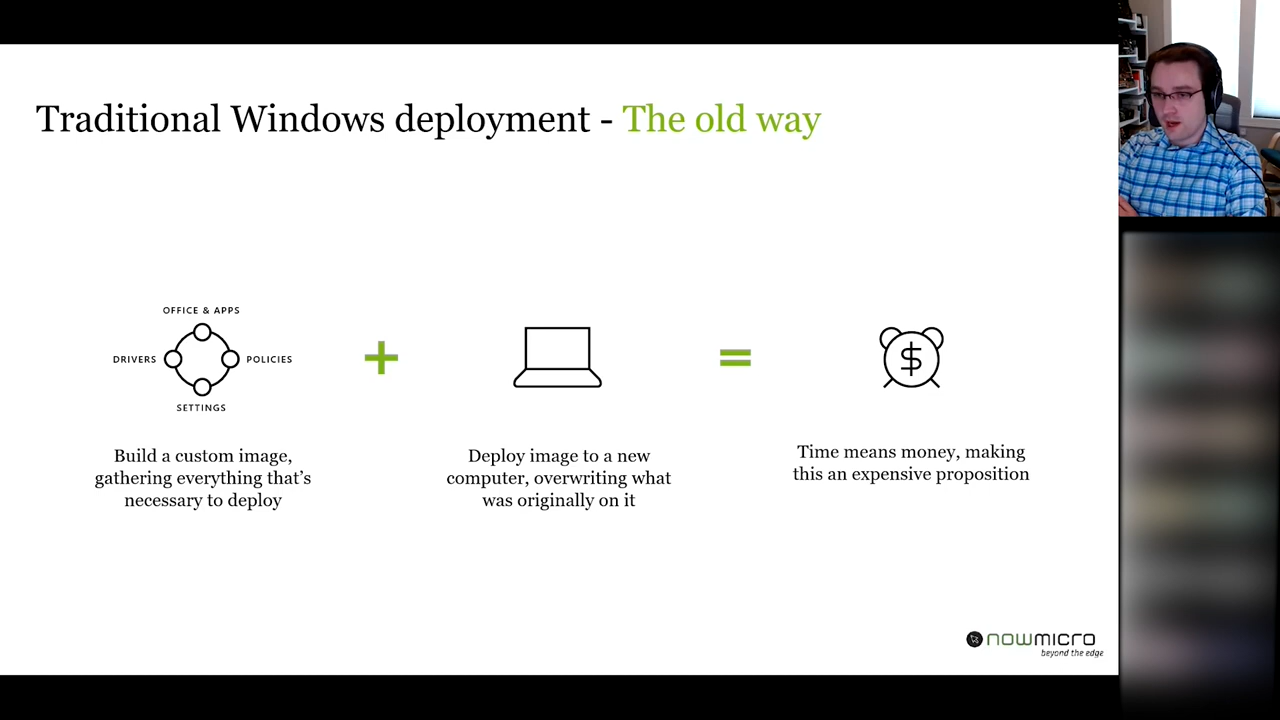 Traditional Windows deployment - The old way
OFFICE & APPS
DRIVERS
POLICIES
SETTINGS
Build a custom image,
gathering everything that's
necessary to deploy
+
Deploy image to a new
computer, overwriting what
was originally on it
=
$
Time means money, making
this an expensive proposition
nowmicro
beyond the edge